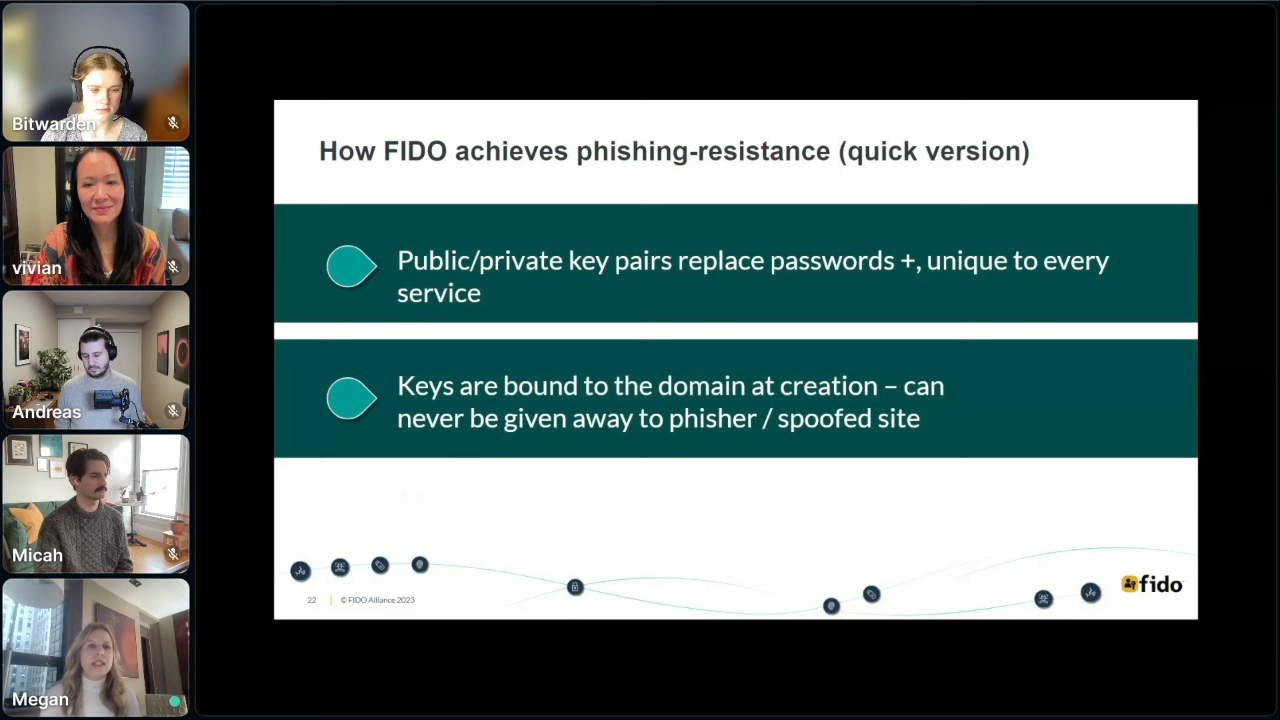 Bitwarden
vivian
Andreas
Micah
Megan
How FIDO achieves phishing-resistance (quick version)
Public/private key pairs replace passwords +, unique to every
service
Keys are bound to the domain at creation – can
never be given away to phisher / spoofed site
22
© FIDO Alliance 2023
fido